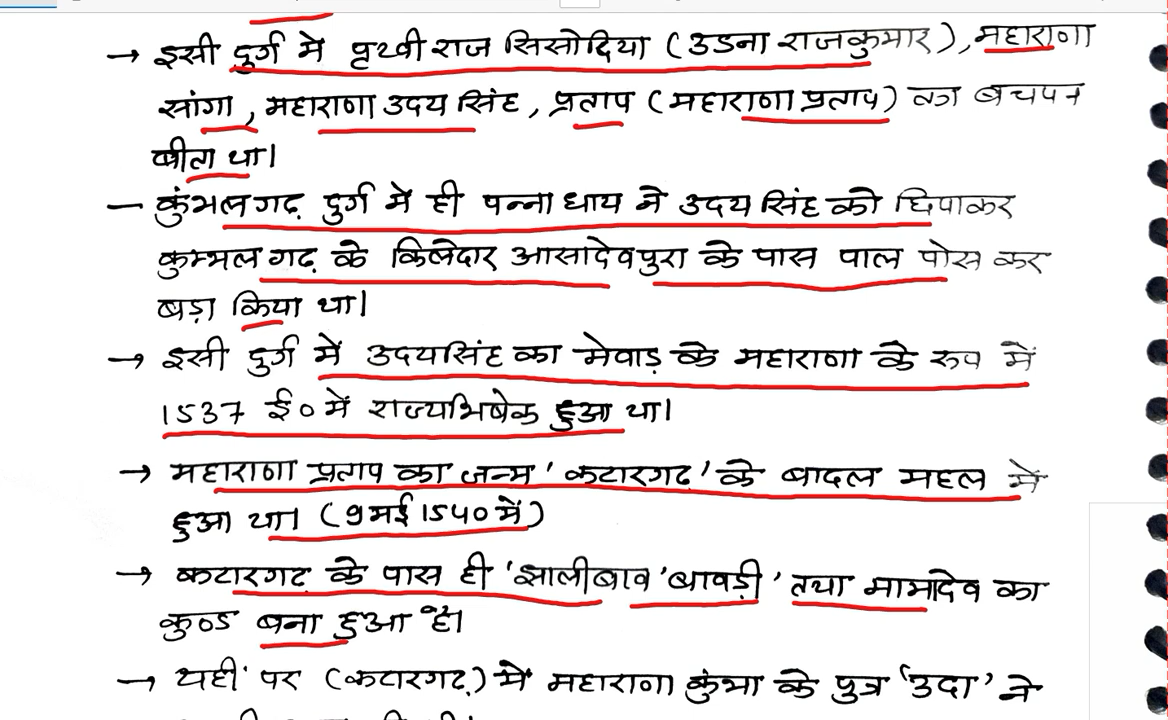 → इसी दुर्ग में पृथ्वी राज सिसोदिया (उडना राजकुमार), महाराणा
सांगा, महाराणा उदय सिंह, प्रताप (महाराणा प्रताप) का बचपन
बीता था।
– कुंभलगढ़ दुर्ग में ही पन्नाधाय ने उदय सिंह को छिपाकर
कुम्भलगढ़ के किलेदार आसादेवपुरा के पास पाल पोस कर
बड़ा किया था।
→ इसी दुर्ग में उदयसिंह का मेवाड़ के महाराणा के रूप में
1537 ई० में राज्यभिषेक हुआ था।
→ महाराणा प्रताप का जन्म 'कटारगढ़' के बादल महल में
हुआ था। (9 मई 1540 में)
→ कटारगढ़ के पास ही 'झालीबाव 'बावड़ी' तथा मामादेव का
कुण्ड बना हुआ है।
→ यहीं पर (कटारगढ़) में महाराणा कुंभा के पुत्र 'उदा' ने